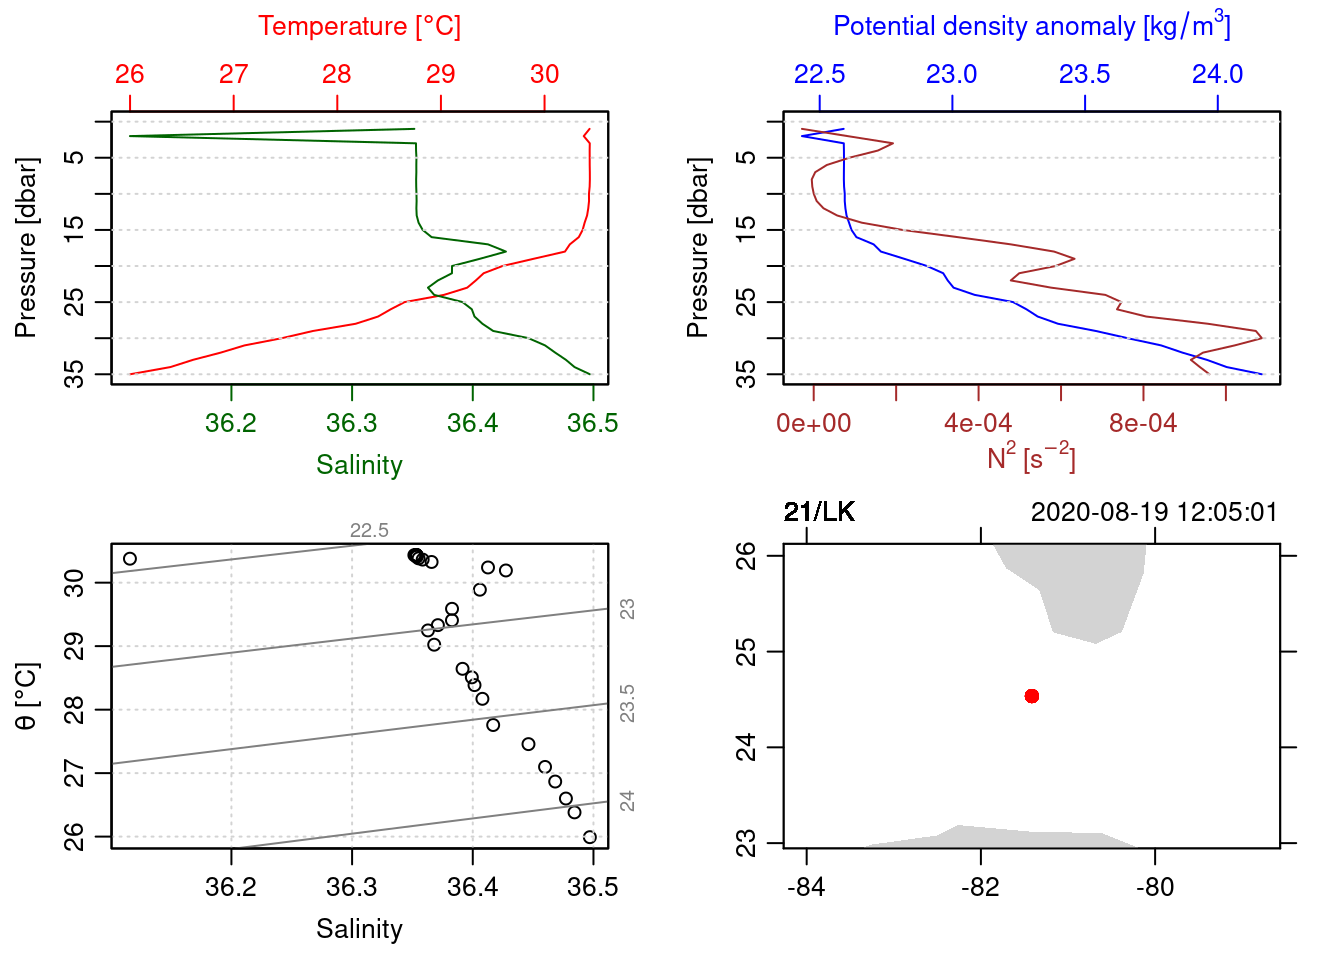 Temperature [°C]
26 27 28 29 30
Pressure [dbar]
5 15 25 35
36.2 36.3 36.4 36.5
Salinity
Potential density anomaly [kg/m³]
22.5 23.0 23.5 24.0
Pressure [dbar]
5 15 25 35
0e+00 4e-04 8e-04
N² [s⁻²]
22.5
θ [°C]
30 29 28 27 26
23
23.5
24
36.2 36.3 36.4 36.5
Salinity
21/LK 2020-08-19 12:05:01
26 25 24 23
-84 -82 -80